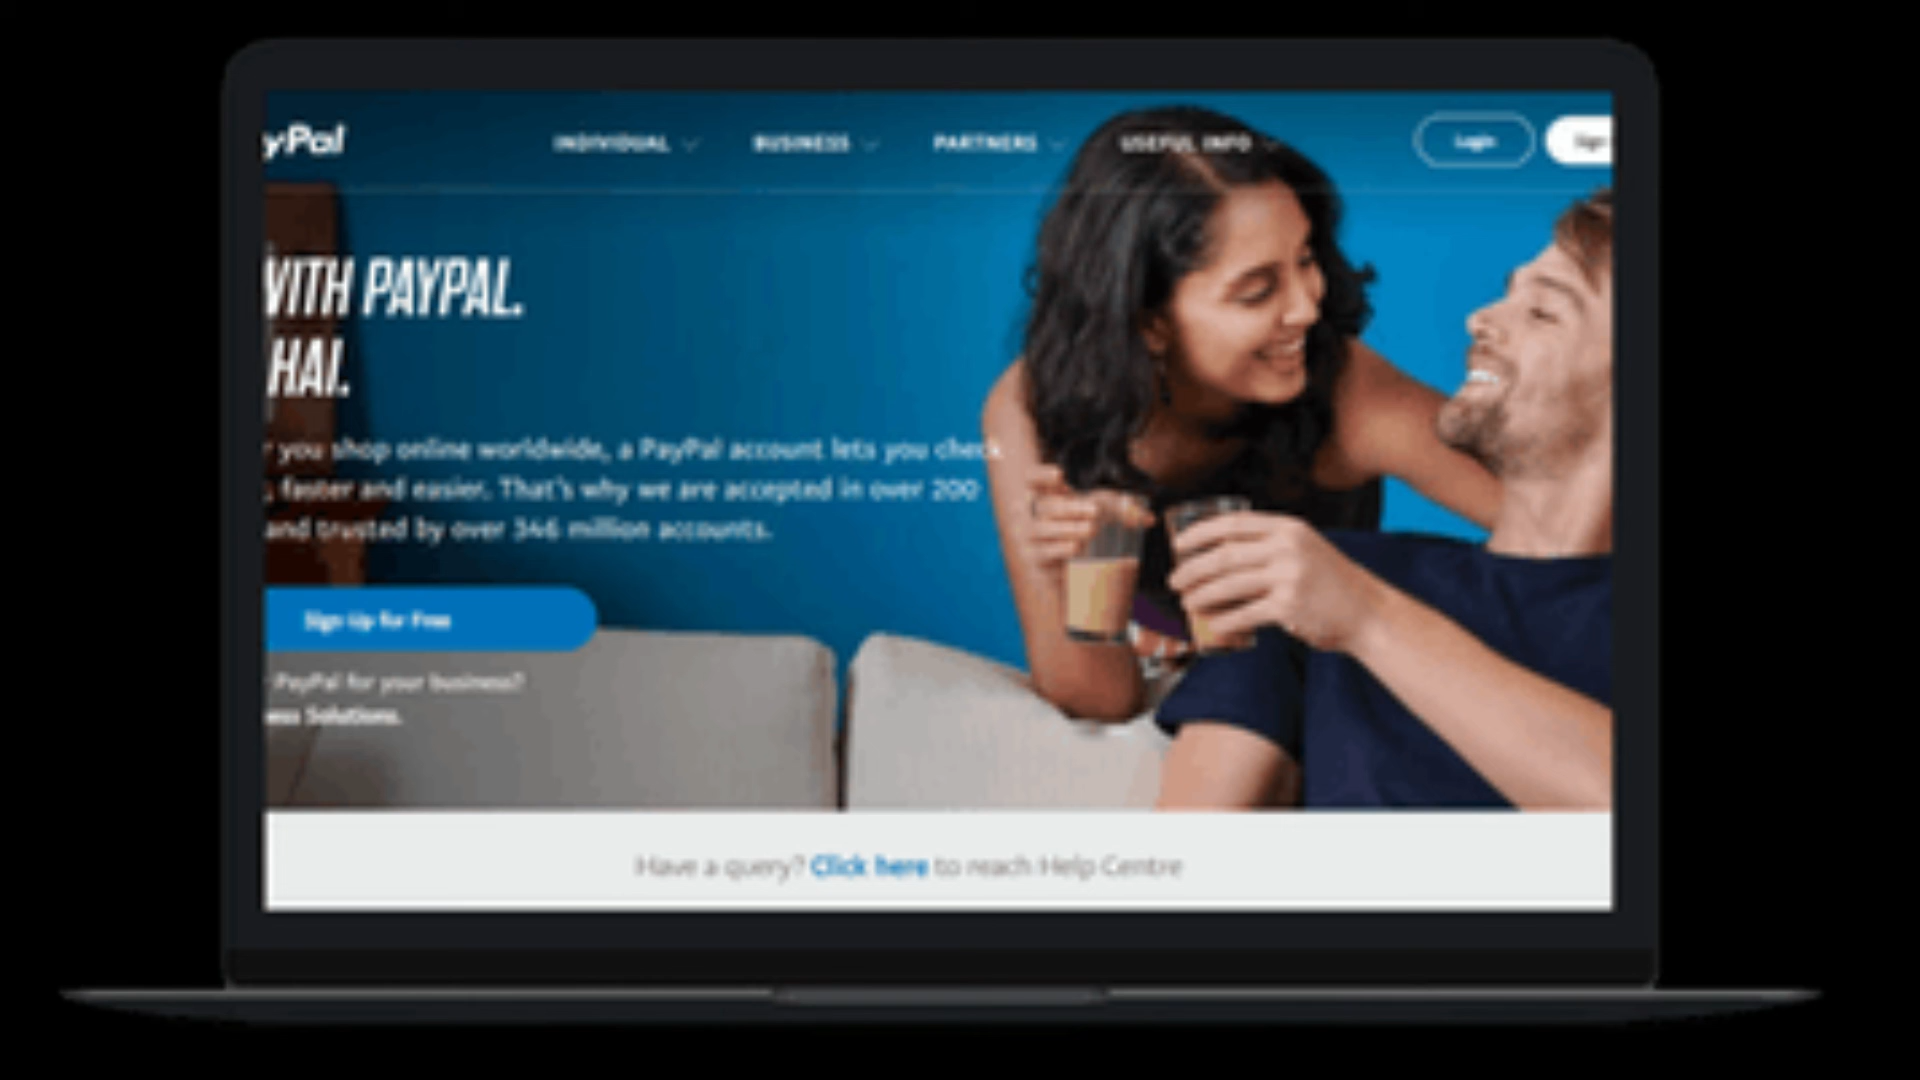 yPal
INDIVIDUAL
BUSINESS
PARTNERS
USEFUL INFO
Login
Sign
WITH PAYPAL.
HAI.
r you shop online worldwide, a PayPal account lets you check
, faster and easier. That's why we are accepted in over 200
and trusted by over 346 million accounts.
Sign Up for Free
PayPal for your business?
ess Solutions.
Have a query? Click here to reach Help Centre